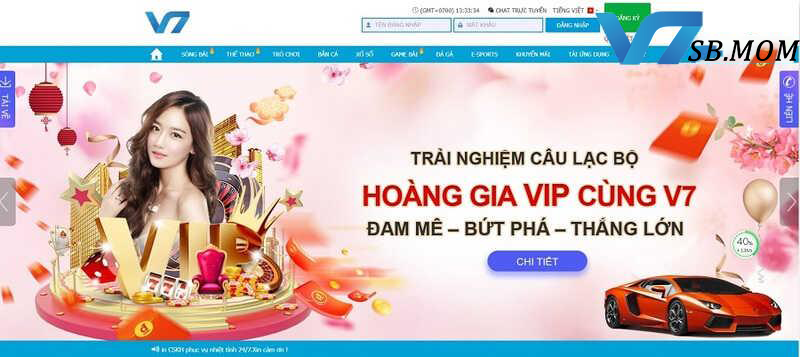 V7
(GMT+0700) 13:33:34
CHAT TRỰC TUYẾN
TIẾNG VIỆT
TÊN ĐĂNG NHẬP
MẬT KHẨU
ĐĂNG NHẬP
ĐĂNG KÝ
V7SB.MOM
SÒNG BÀI
THỂ THAO
TRÒ CHƠI
BẮN CÁ
XỔ SỐ
GAME BÀI
ĐÁ GÀ
E-SPORTS
KHUYẾN MÃI
TẢI ỨNG DỤNG
TẢI VỀ
LIÊN HỆ
TRẢI NGHIỆM CÂU LẠC BỘ
HOÀNG GIA VIP CÙNG V7
ĐAM MÊ – BỨT PHÁ – THẮNG LỚN
CHI TIẾT
VIP
40%
in CSKH phục vụ nhiệt tình 24/7.Xin cảm ơn !